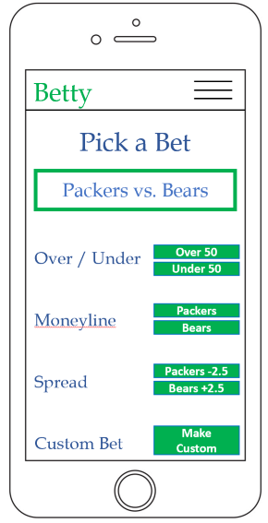 Betty
Pick a Bet
Packers vs. Bears
Over / Under
Over 50
Under 50
Moneyline
Packers
Bears
Spread
Packers -2.5
Bears +2.5
Custom Bet
Make
Custom